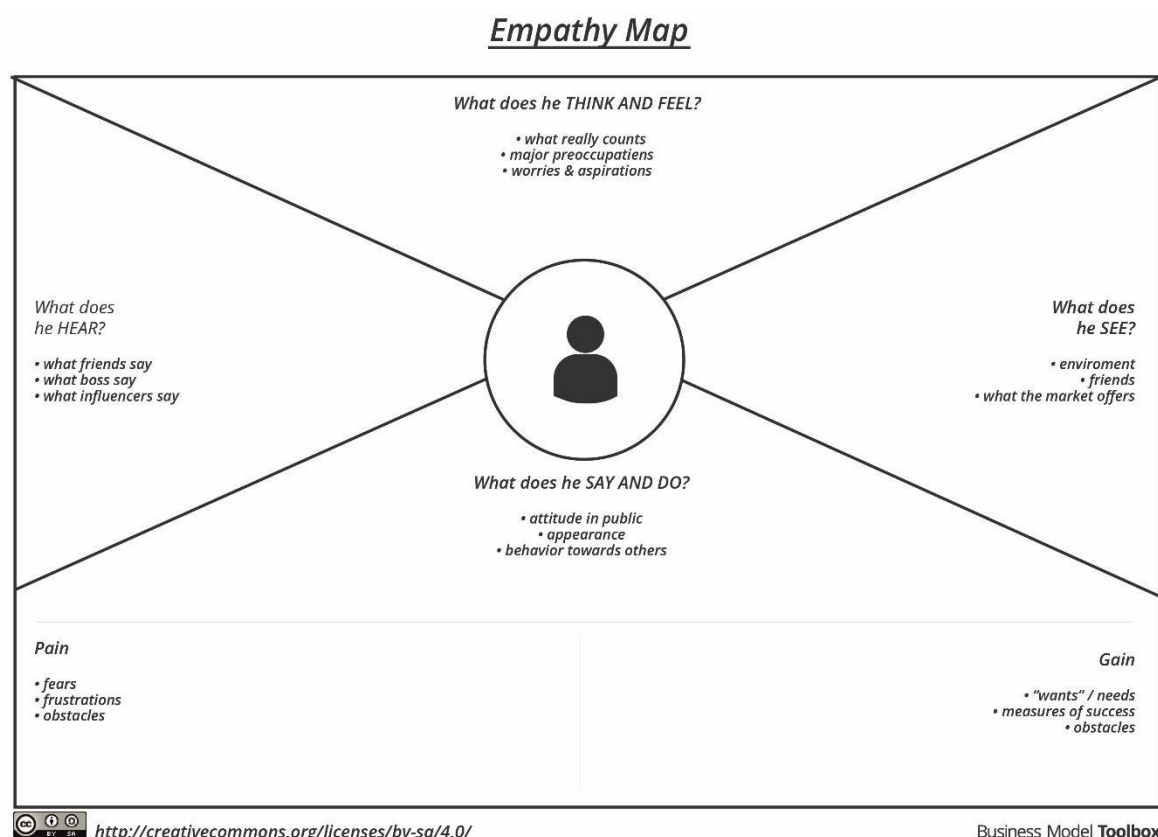 Empathy Map
What does he THINK AND FEEL?
• what really counts
• major preoccupatiens
• worries & aspirations
What does
he HEAR?
• what friends say
• what boss say
• what influencers say
What does
he SEE?
• enviroment
• friends
• what the market offers
What does he SAY AND DO?
• attitude in public
• appearance
• behavior towards others
Pain
• fears
• frustrations
• obstacles
Gain
• "wants" / needs
• measures of success
• obstacles
cc
BY SA
http://creativecommons.org/licenses/by-sa/4.0/
Business Model Toolbox